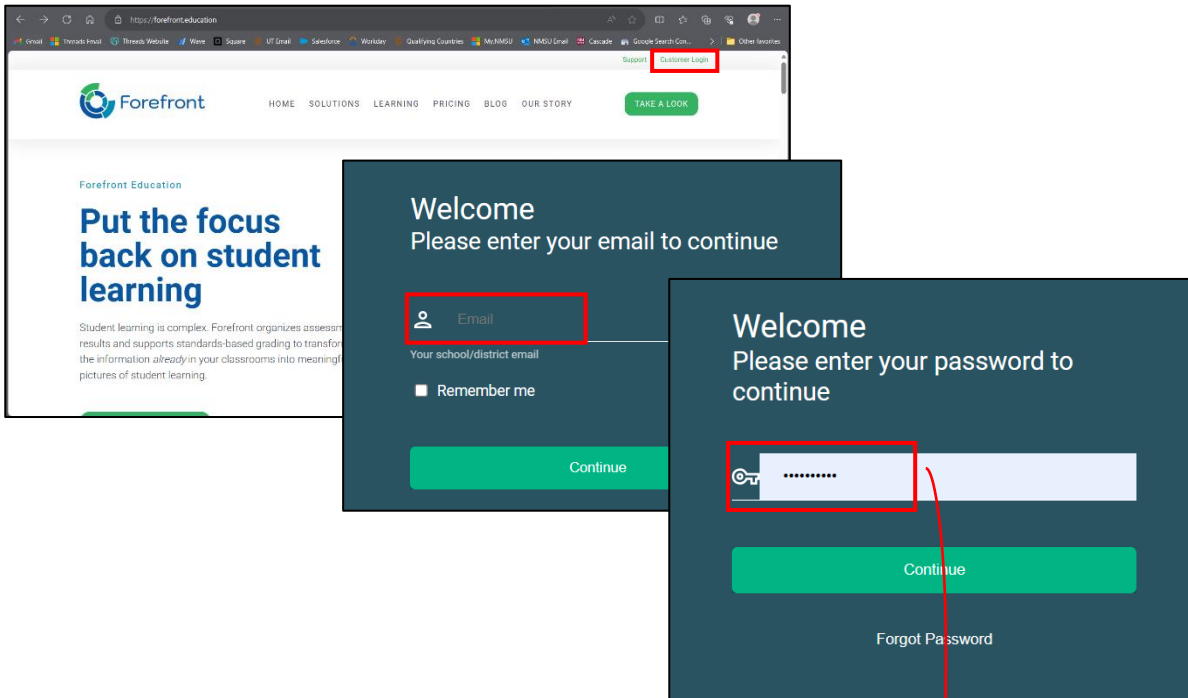 https://forefront.education
Gmail Threads Email Threads Website Wave Square UT Email Salesforce Workday Qualifying Countries My.NMSU NMSU Email Cascade Google Search Con... Other favorites
Support Customer Login
Forefront
HOME SOLUTIONS LEARNING PRICING BLOG OUR STORY TAKE A LOOK
Forefront Education
Put the focus
back on student
learning
Student learning is complex. Forefront organizes assessm
results and supports standards-based grading to transfor
the information already in your classrooms into meaningf
pictures of student learning.
Welcome
Please enter your email to continue
Email
Your school/district email
Remember me
Continue
Welcome
Please enter your password to
continue
••••••••••
Continue
Forgot Password